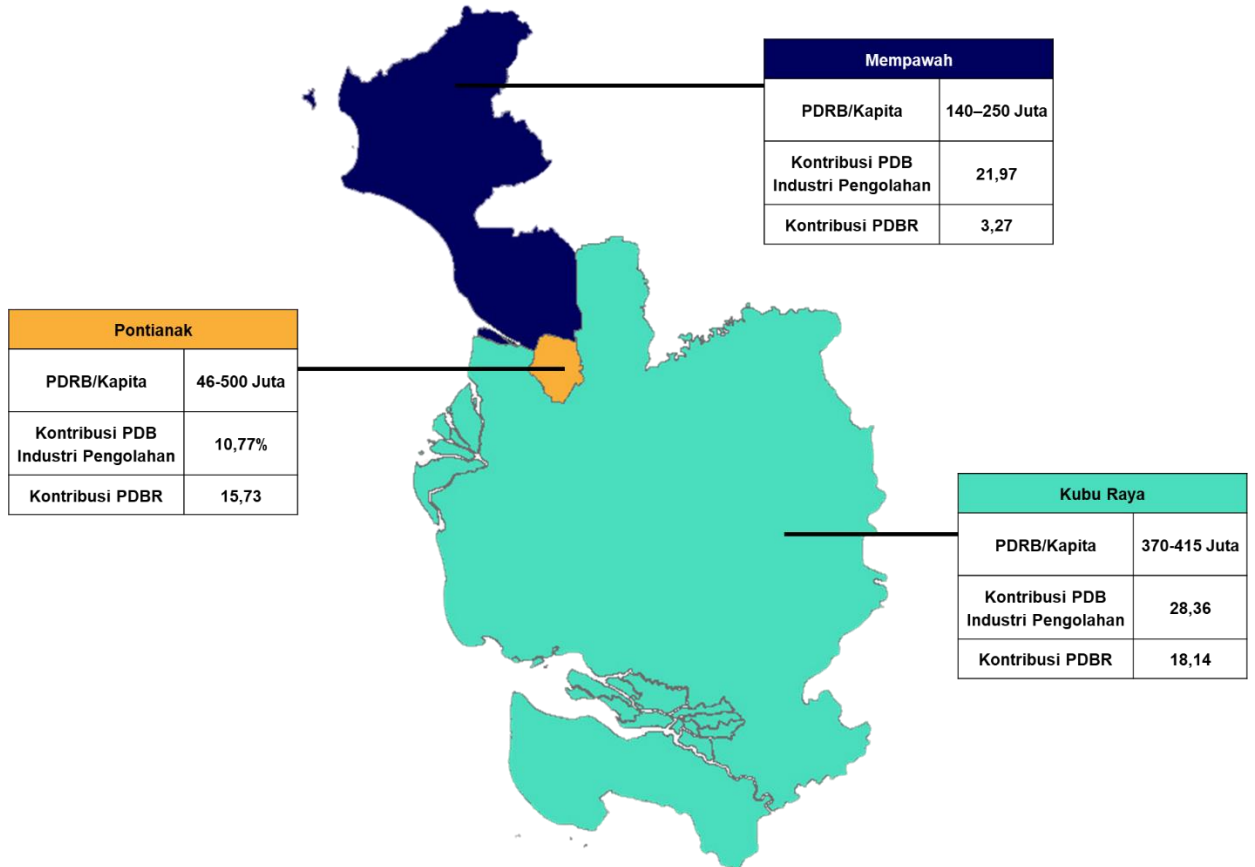 Mempawah
PDRB/Kapita 140–250 Juta
Kontribusi PDB
Industri Pengolahan 21,97
Kontribusi PDBR 3,27
Pontianak
PDRB/Kapita 46-500 Juta
Kontribusi PDB
Industri Pengolahan 10,77%
Kontribusi PDBR 15,73
Kubu Raya
PDRB/Kapita 370-415 Juta
Kontribusi PDB
Industri Pengolahan 28,36
Kontribusi PDBR 18,14